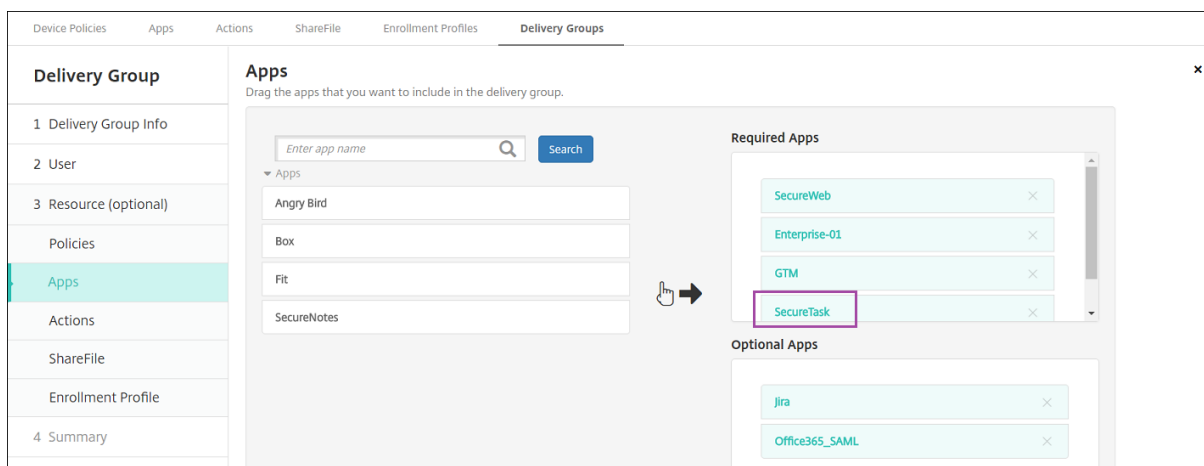 Device Policies Apps Actions ShareFile Enrollment Profiles Delivery Groups
Delivery Group
1 Delivery Group Info
2 User
3 Resource (optional)
Policies
Apps
Actions
ShareFile
Enrollment Profile
4 Summary
Apps
Drag the apps that you want to include in the delivery group.
Enter app name
Search
Apps
Angry Bird
Box
Fit
SecureNotes
Required Apps
SecureWeb
Enterprise-01
GTM
SecureTask
Optional Apps
Jira
Office365_SAML